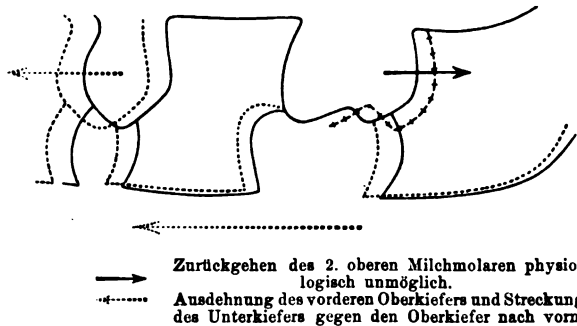 Zurückgehen des 2. oberen Milchmolaren physio-
logisch unmöglich.
Ausdehnung des vorderen Oberkiefers und Streckung
des Unterkiefers gegen den Oberkiefer nach vorn